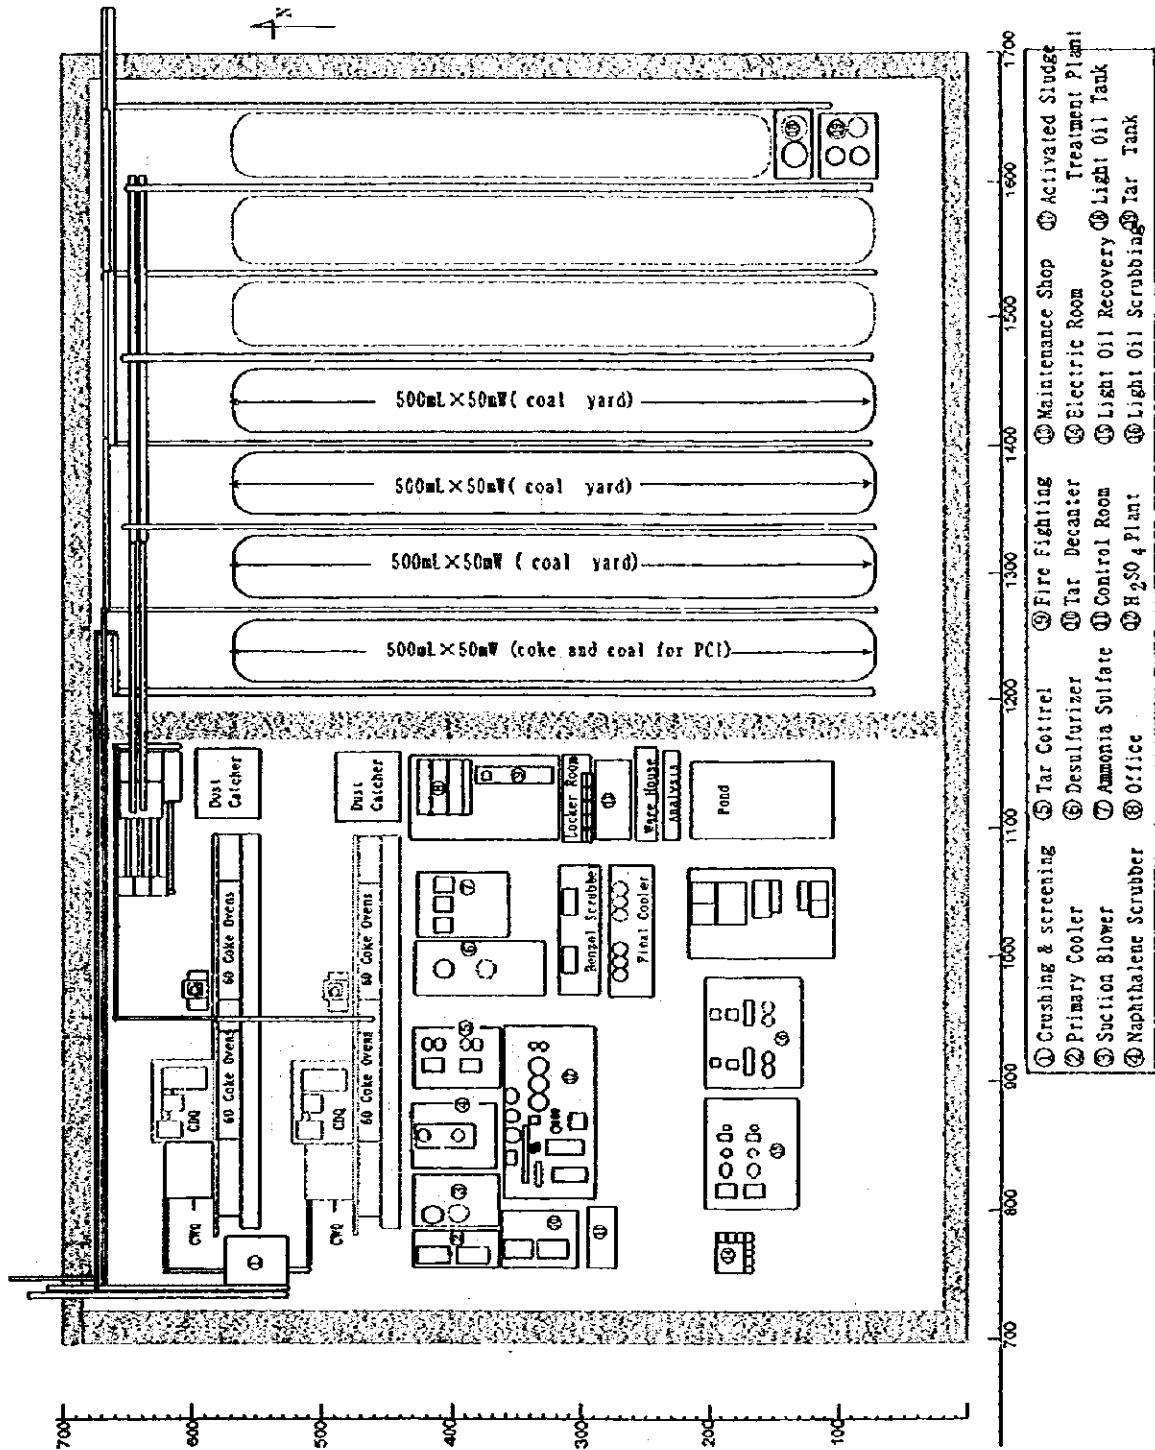 N
500mL×50mW( coal yard)
500mL×50mW( coal yard)
500mL×50mW ( coal yard)
500mL×50mW (coke and coal for PCI)
Dust
Catcher
Dust
Catcher
Locker Room
Ware House
Analysis
Pond
60 Coke Ovens
60 Coke Ovens
60 Coke Ovens
60 Coke Ovens
Benzol Scrubber
Final Cooler
CDQ
CDQ
CWQ
CWQ
700
600
500
400
300
200
100
700
800
900
1000
1100
1200
1300
1400
1500
1600
1700
① Crushing & screening
② Primary Cooler
③ Suction Blower
④ Naphthalene Scrubber
⑤ Tar Cottrel
⑥ Desulfurizer
⑦ Ammonia Sulfate
⑧ Office
⑨ Fire Fighting
⑩ Tar Decanter
⑪ Control Room
⑫ H₂SO₄ Plant
⑬ Maintenance Shop
⑭ Electric Room
⑮ Light Oil Recovery
⑯ Light Oil Scrubbing
⑰ Activated Sludge
Treatment Plant
⑱ Light Oil Tank
⑲ Tar Tank